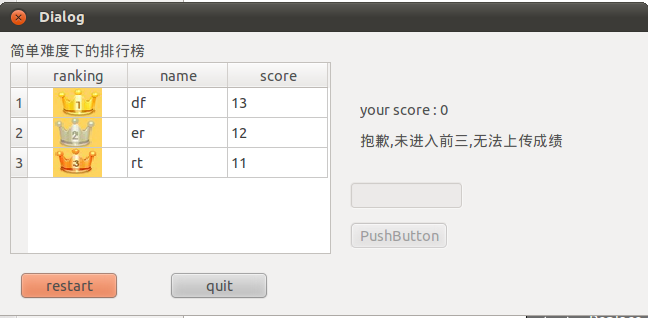 Dialog
简单难度下的排行榜
ranking name score
1 1 df 13
2 2 er 12
3 3 rt 11
your score : 0
抱歉,未进入前三,无法上传成绩
PushButton
restart quit